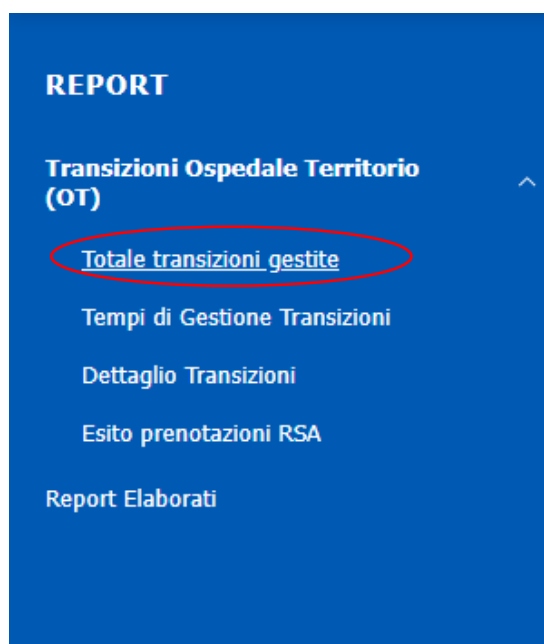 REPORT
Transizioni Ospedale Territorio
(OT)
Totale transizioni gestite
Tempi di Gestione Transizioni
Dettaglio Transizioni
Esito prenotazioni RSA
Report Elaborati